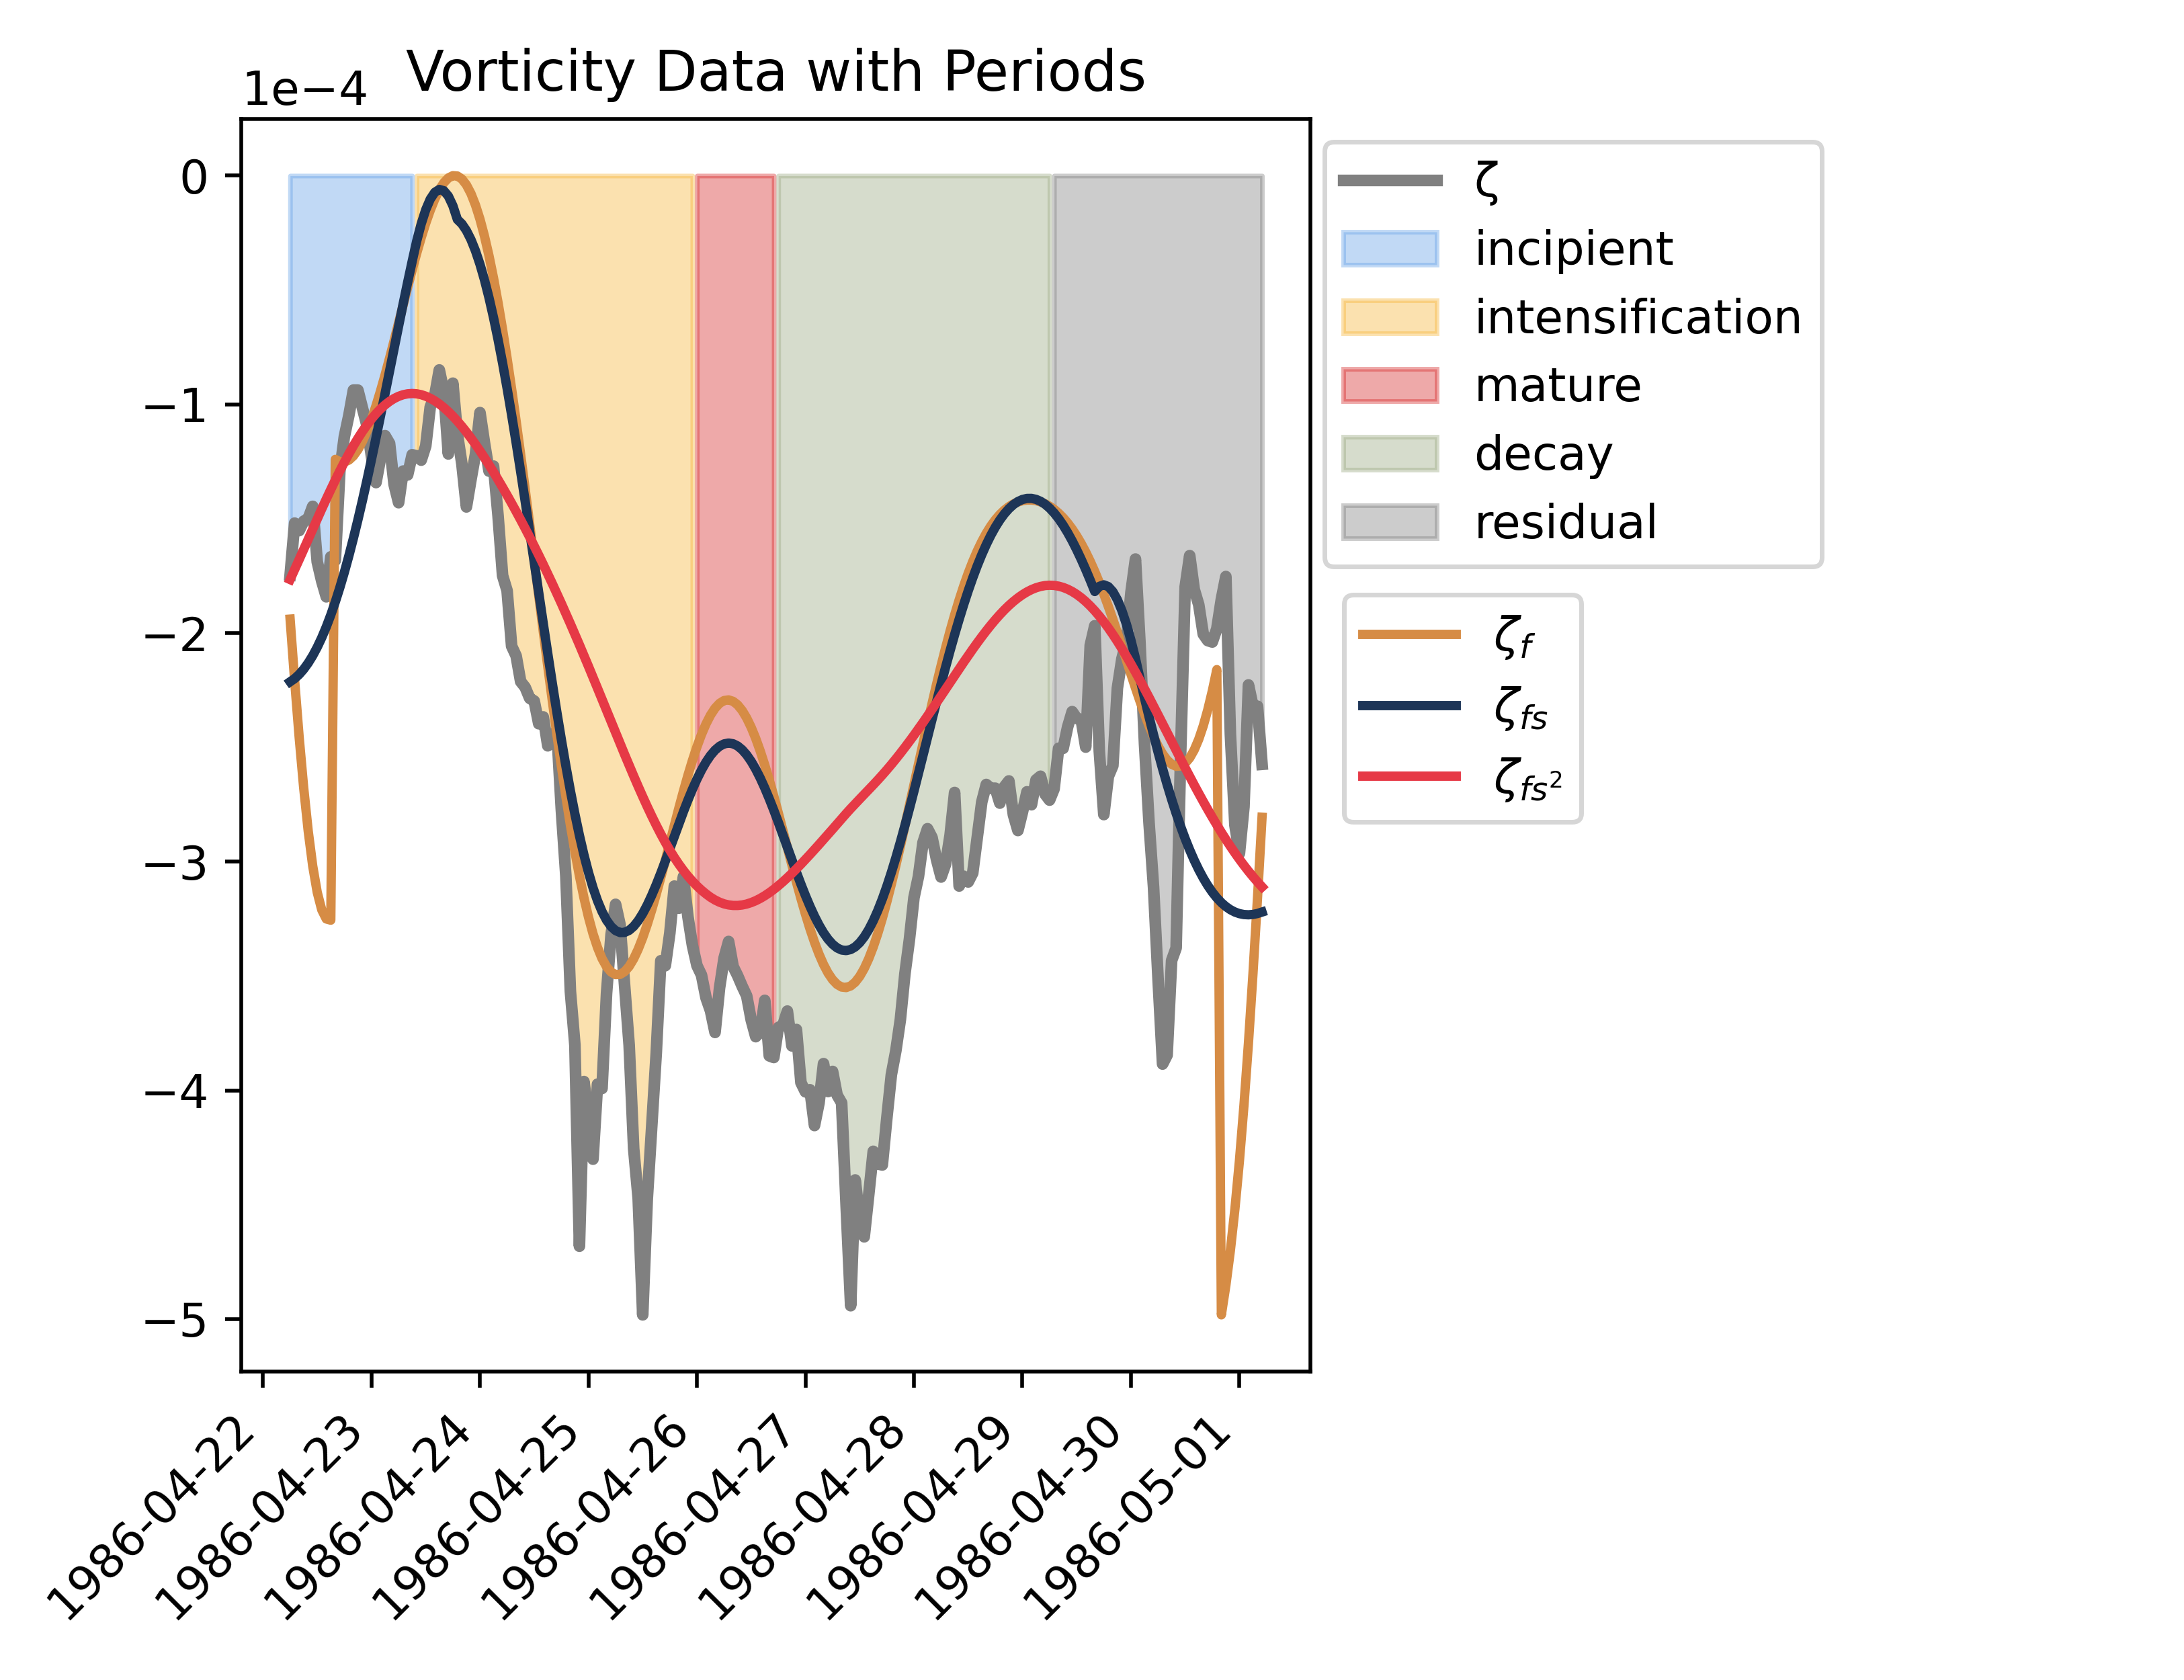 Vorticity Data with Periods
1e−4
0
−1
−2
−3
−4
−5
1986-04-22
1986-04-23
1986-04-24
1986-04-25
1986-04-26
1986-04-27
1986-04-28
1986-04-29
1986-04-30
1986-05-01
ζ
incipient
intensification
mature
decay
residual
ζ_f
ζ_fs
ζ_fs²